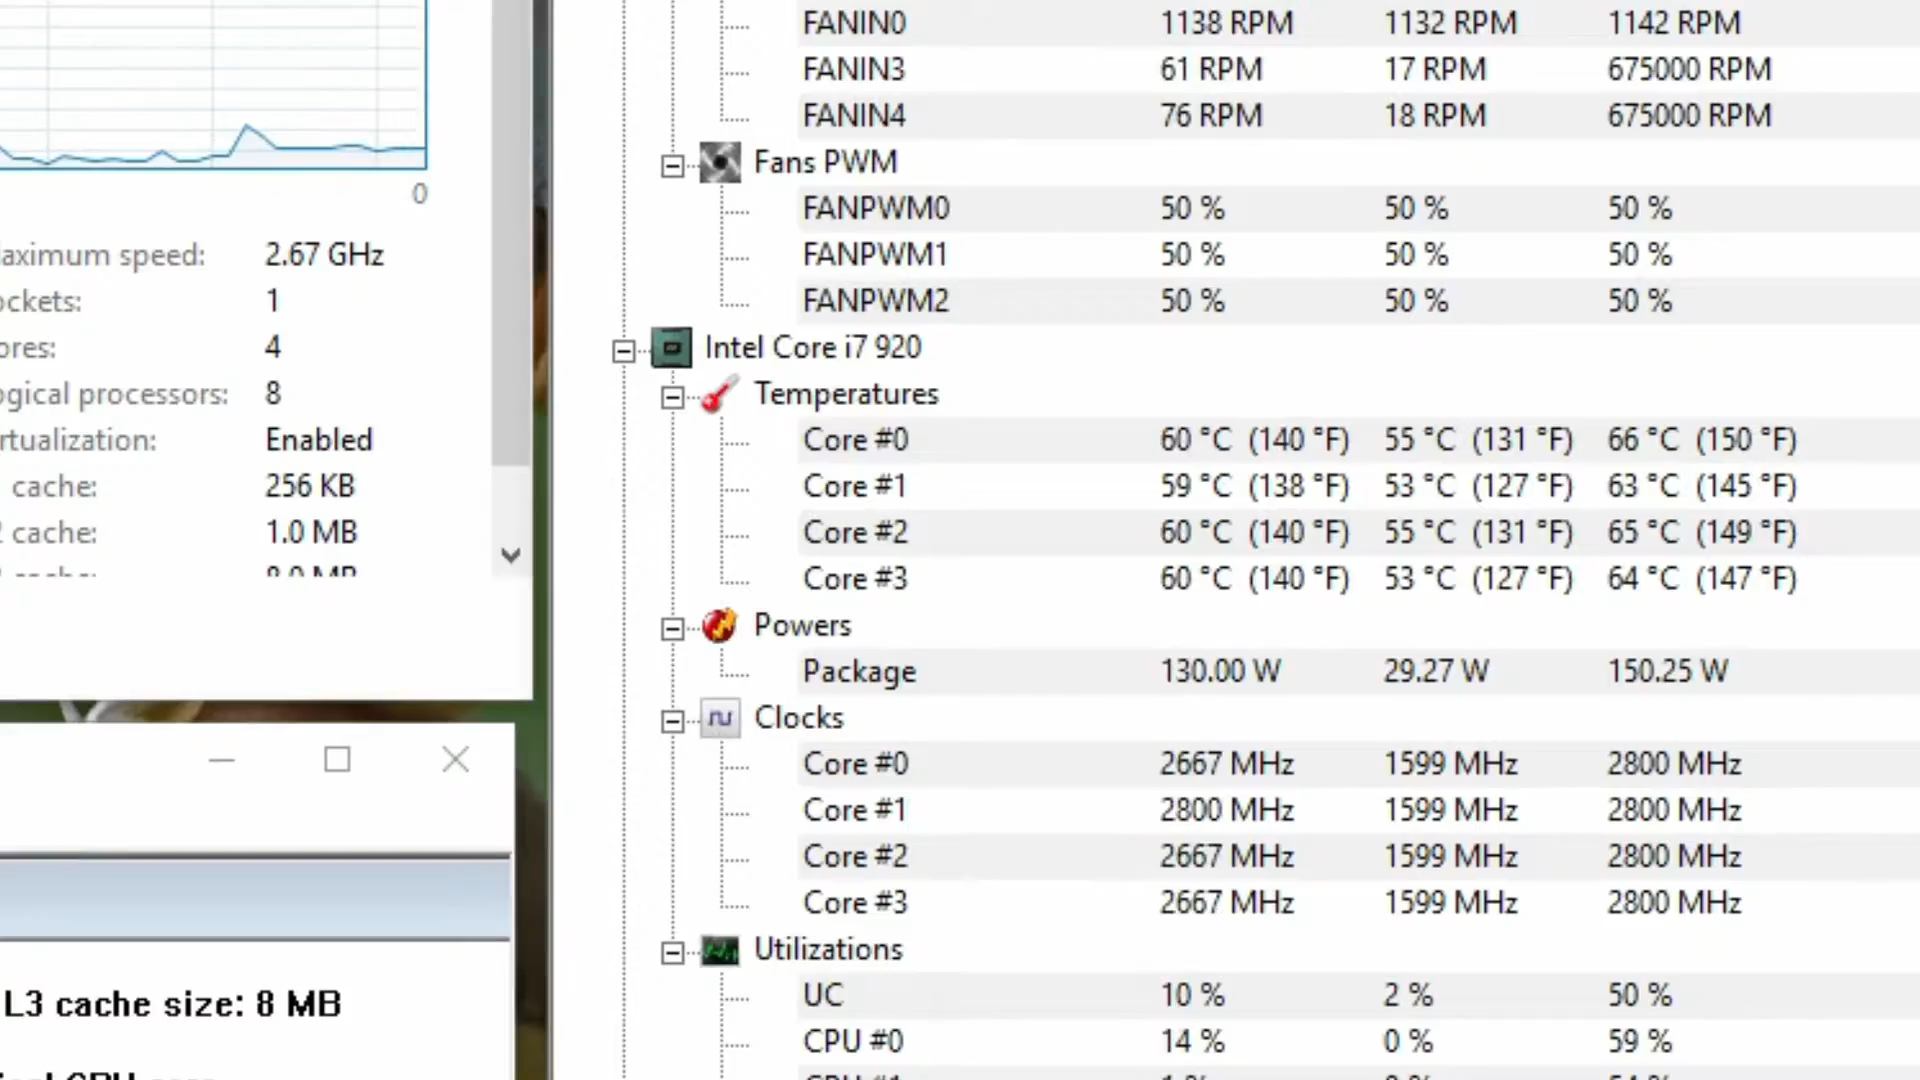 0
aximum speed: 2.67 GHz
ockets: 1
ores: 4
ogical processors: 8
rtualization: Enabled
cache: 256 KB
2 cache: 1.0 MB
cache: 8.0 MB
L3 cache size: 8 MB
FANIN0 1138 RPM 1132 RPM 1142 RPM
FANIN3 61 RPM 17 RPM 675000 RPM
FANIN4 76 RPM 18 RPM 675000 RPM
Fans PWM
FANPWM0 50 % 50 % 50 %
FANPWM1 50 % 50 % 50 %
FANPWM2 50 % 50 % 50 %
Intel Core i7 920
Temperatures
Core #0 60 °C (140 °F) 55 °C (131 °F) 66 °C (150 °F)
Core #1 59 °C (138 °F) 53 °C (127 °F) 63 °C (145 °F)
Core #2 60 °C (140 °F) 55 °C (131 °F) 65 °C (149 °F)
Core #3 60 °C (140 °F) 53 °C (127 °F) 64 °C (147 °F)
Powers
Package 130.00 W 29.27 W 150.25 W
Clocks
Core #0 2667 MHz 1599 MHz 2800 MHz
Core #1 2800 MHz 1599 MHz 2800 MHz
Core #2 2667 MHz 1599 MHz 2800 MHz
Core #3 2667 MHz 1599 MHz 2800 MHz
Utilizations
UC 10 % 2 % 50 %
CPU #0 14 % 0 % 59 %